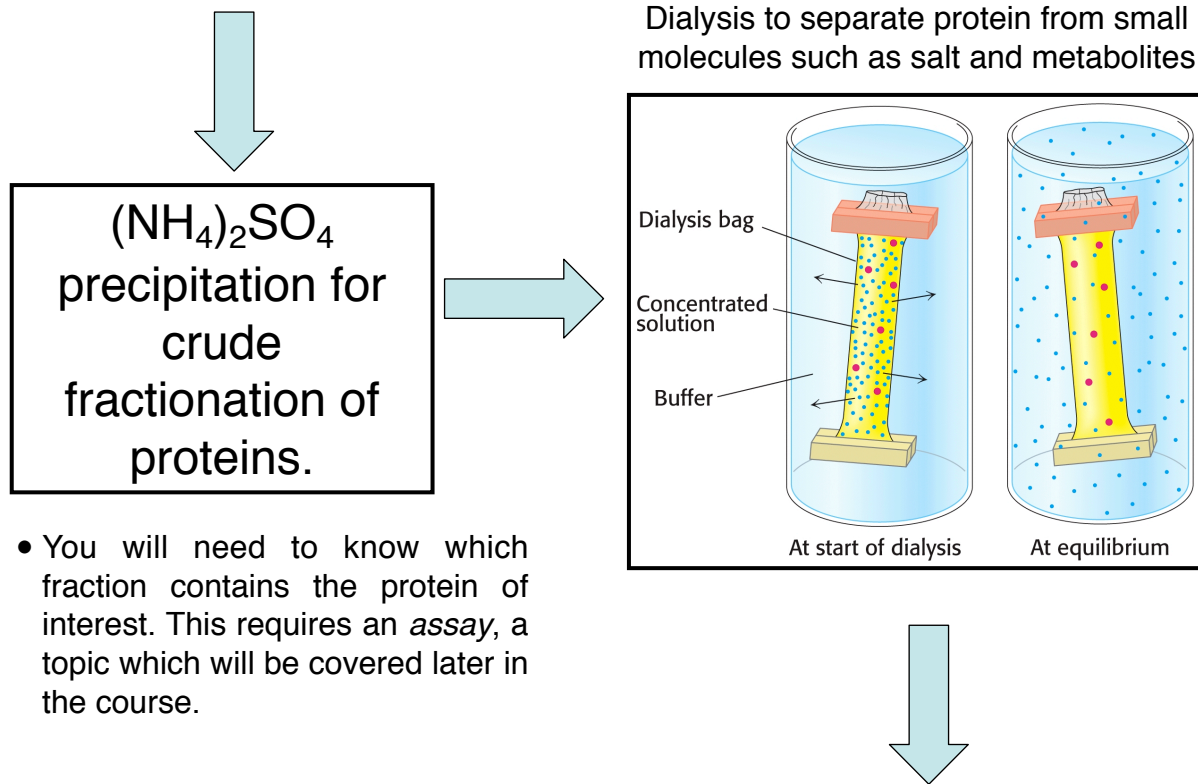 Dialysis to separate protein from small
molecules such as salt and metabolites
(NH₄)₂SO₄
precipitation for
crude
fractionation of
proteins.
Dialysis bag
Concentrated
solution
Buffer
At start of dialysis
At equilibrium
• You will need to know which
fraction contains the protein of
interest. This requires an assay, a
topic which will be covered later in
the course.